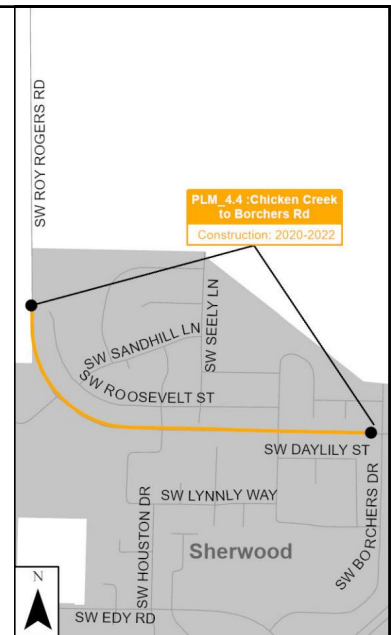 SW ROY ROGERS RD
PLM_4.4 :Chicken Creek
to Borchers Rd
Construction: 2020-2022
SW SEELY LN
SW SANDHILL LN
SW ROOSEVELT ST
SW DAYLILY ST
SW LYNNLY WAY
SW HOUSTON DR
SW BORCHERS DR
Sherwood
N
SW EDY RD